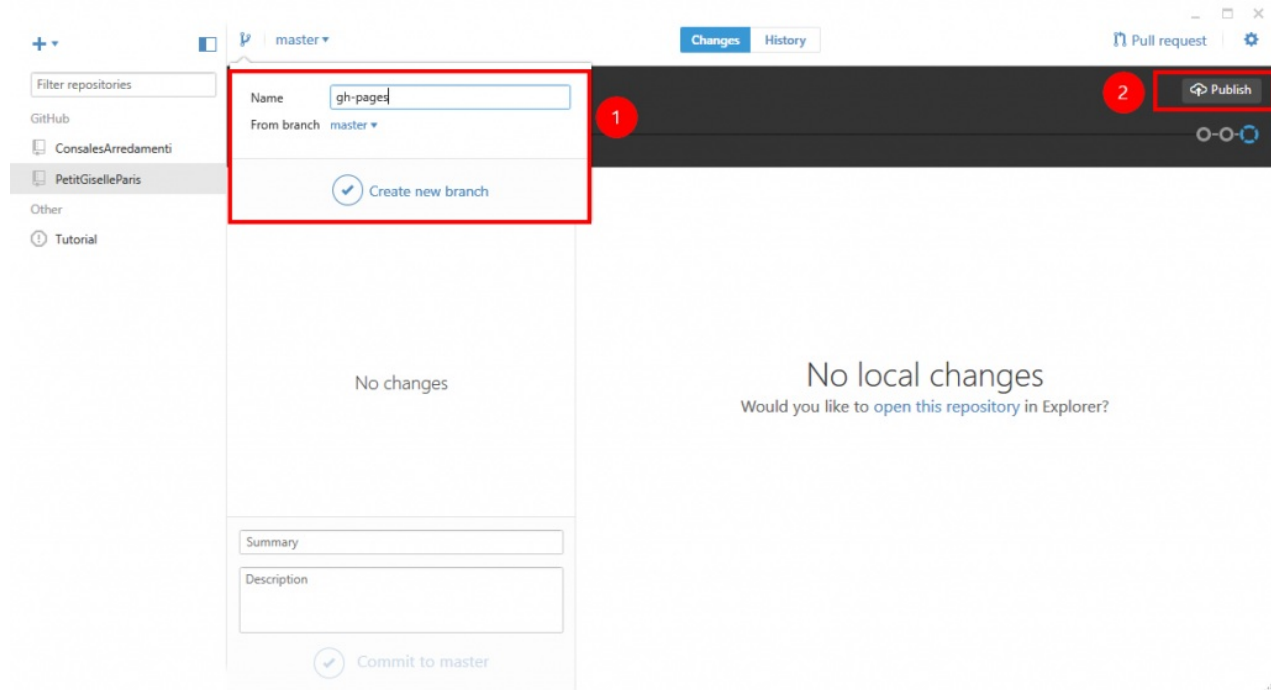 master
Changes
History
Pull request
Filter repositories
GitHub
ConsalesArredamenti
PetitGiselleParis
Other
Tutorial
Name
gh-pages
From branch master
Create new branch
1
2
Publish
No changes
No local changes
Would you like to open this repository in Explorer?
Summary
Description
Commit to master